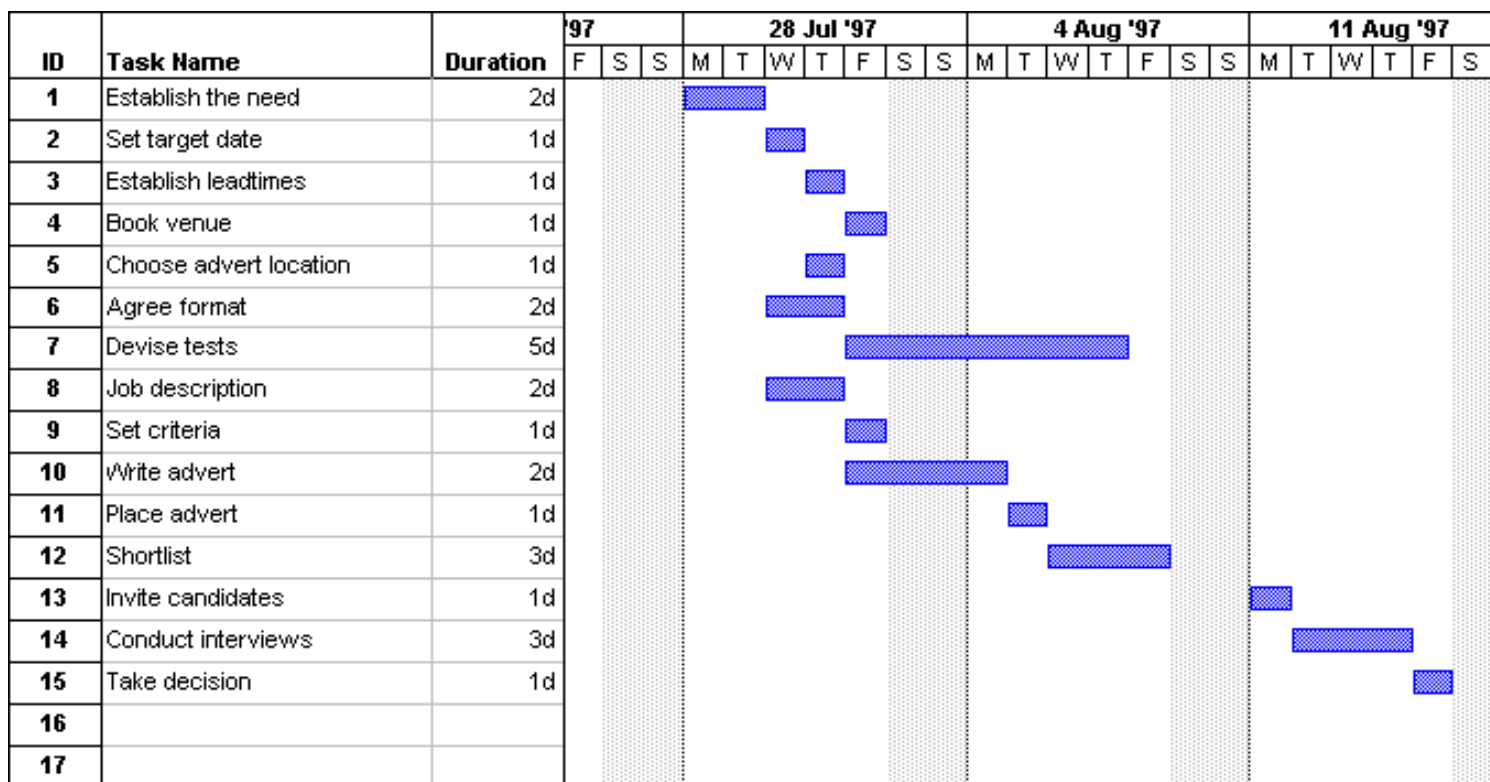 '97 28 Jul '97 4 Aug '97 11 Aug '97
ID Task Name Duration F S S M T W T F S S M T W T F S S M T W T F S
1 Establish the need 2d
2 Set target date 1d
3 Establish leadtimes 1d
4 Book venue 1d
5 Choose advert location 1d
6 Agree format 2d
7 Devise tests 5d
8 Job description 2d
9 Set criteria 1d
10 Write advert 2d
11 Place advert 1d
12 Shortlist 3d
13 Invite candidates 1d
14 Conduct interviews 3d
15 Take decision 1d
16
17